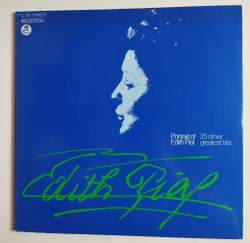 Portrait of
Edith Piaf
25 of her
greatest hits
Edith Piaf